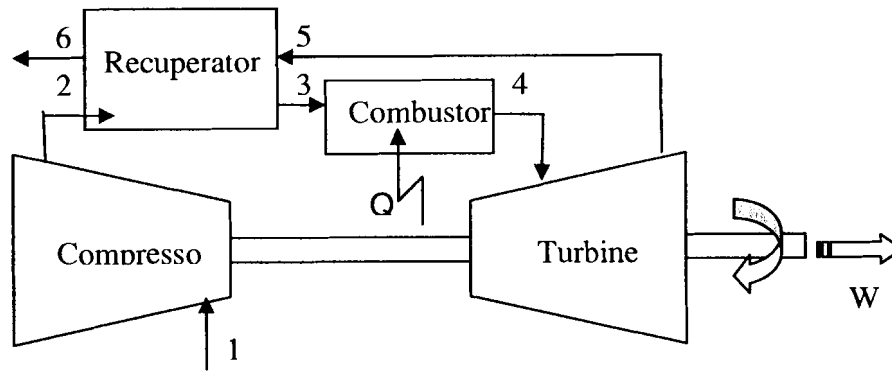 6
5
Recuperator
2
3
Combustor
4
Q
Compresso
Turbine
W
1